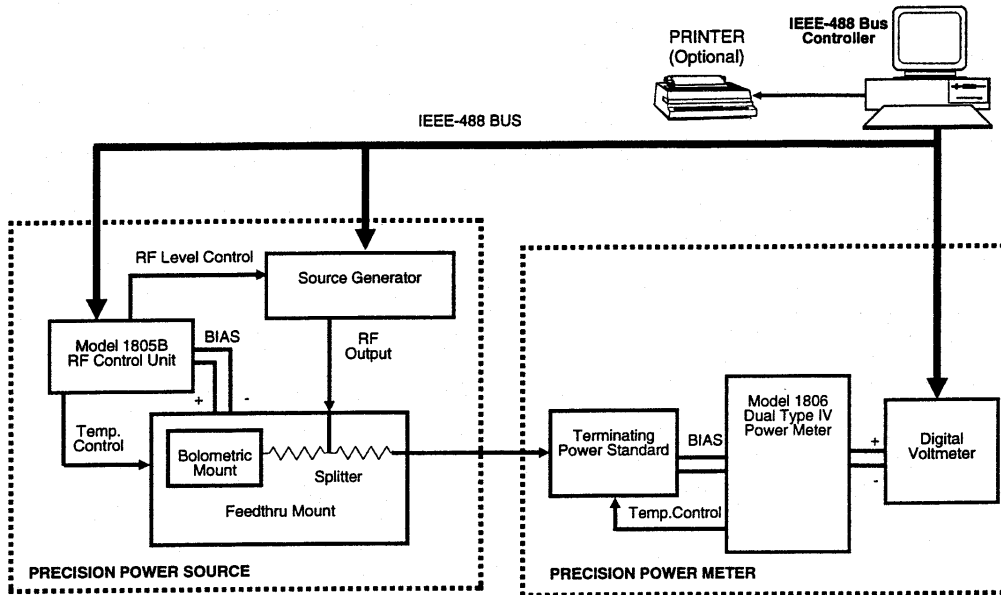 IEEE-488 Bus
Controller
PRINTER
(Optional)
IEEE-488 BUS
RF Level Control
Source Generator
Model 1805B
RF Control Unit
BIAS
RF
Output
+ -
Temp.
Control
Bolometric
Mount
Splitter
Feedthru Mount
PRECISION POWER SOURCE
Terminating
Power Standard
BIAS
Temp.Control
Model 1806
Dual Type IV
Power Meter
+
-
Digital
Voltmeter
PRECISION POWER METER